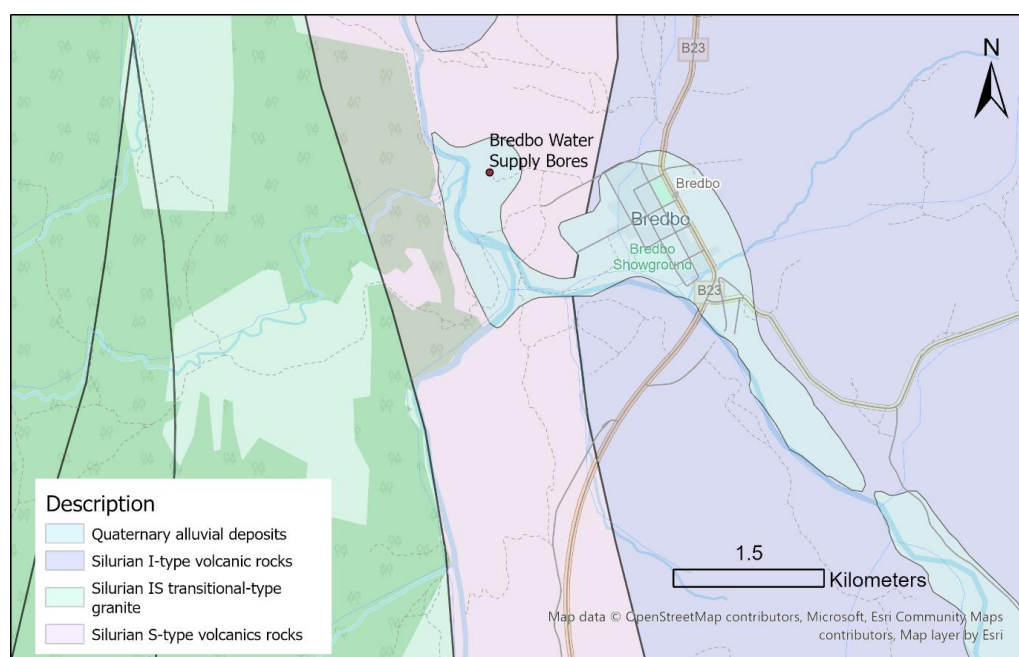 B23
N
Bredbo Water
Supply Bores
Bredbo
Bredbo
Bredbo
Showground
B23
Description
Quaternary alluvial deposits
Silurian I-type volcanic rocks
Silurian IS transitional-type
granite
Silurian S-type volcanics rocks
1.5
Kilometers
Map data © OpenStreetMap contributors, Microsoft, Esri Community Maps
contributors, Map layer by Esri